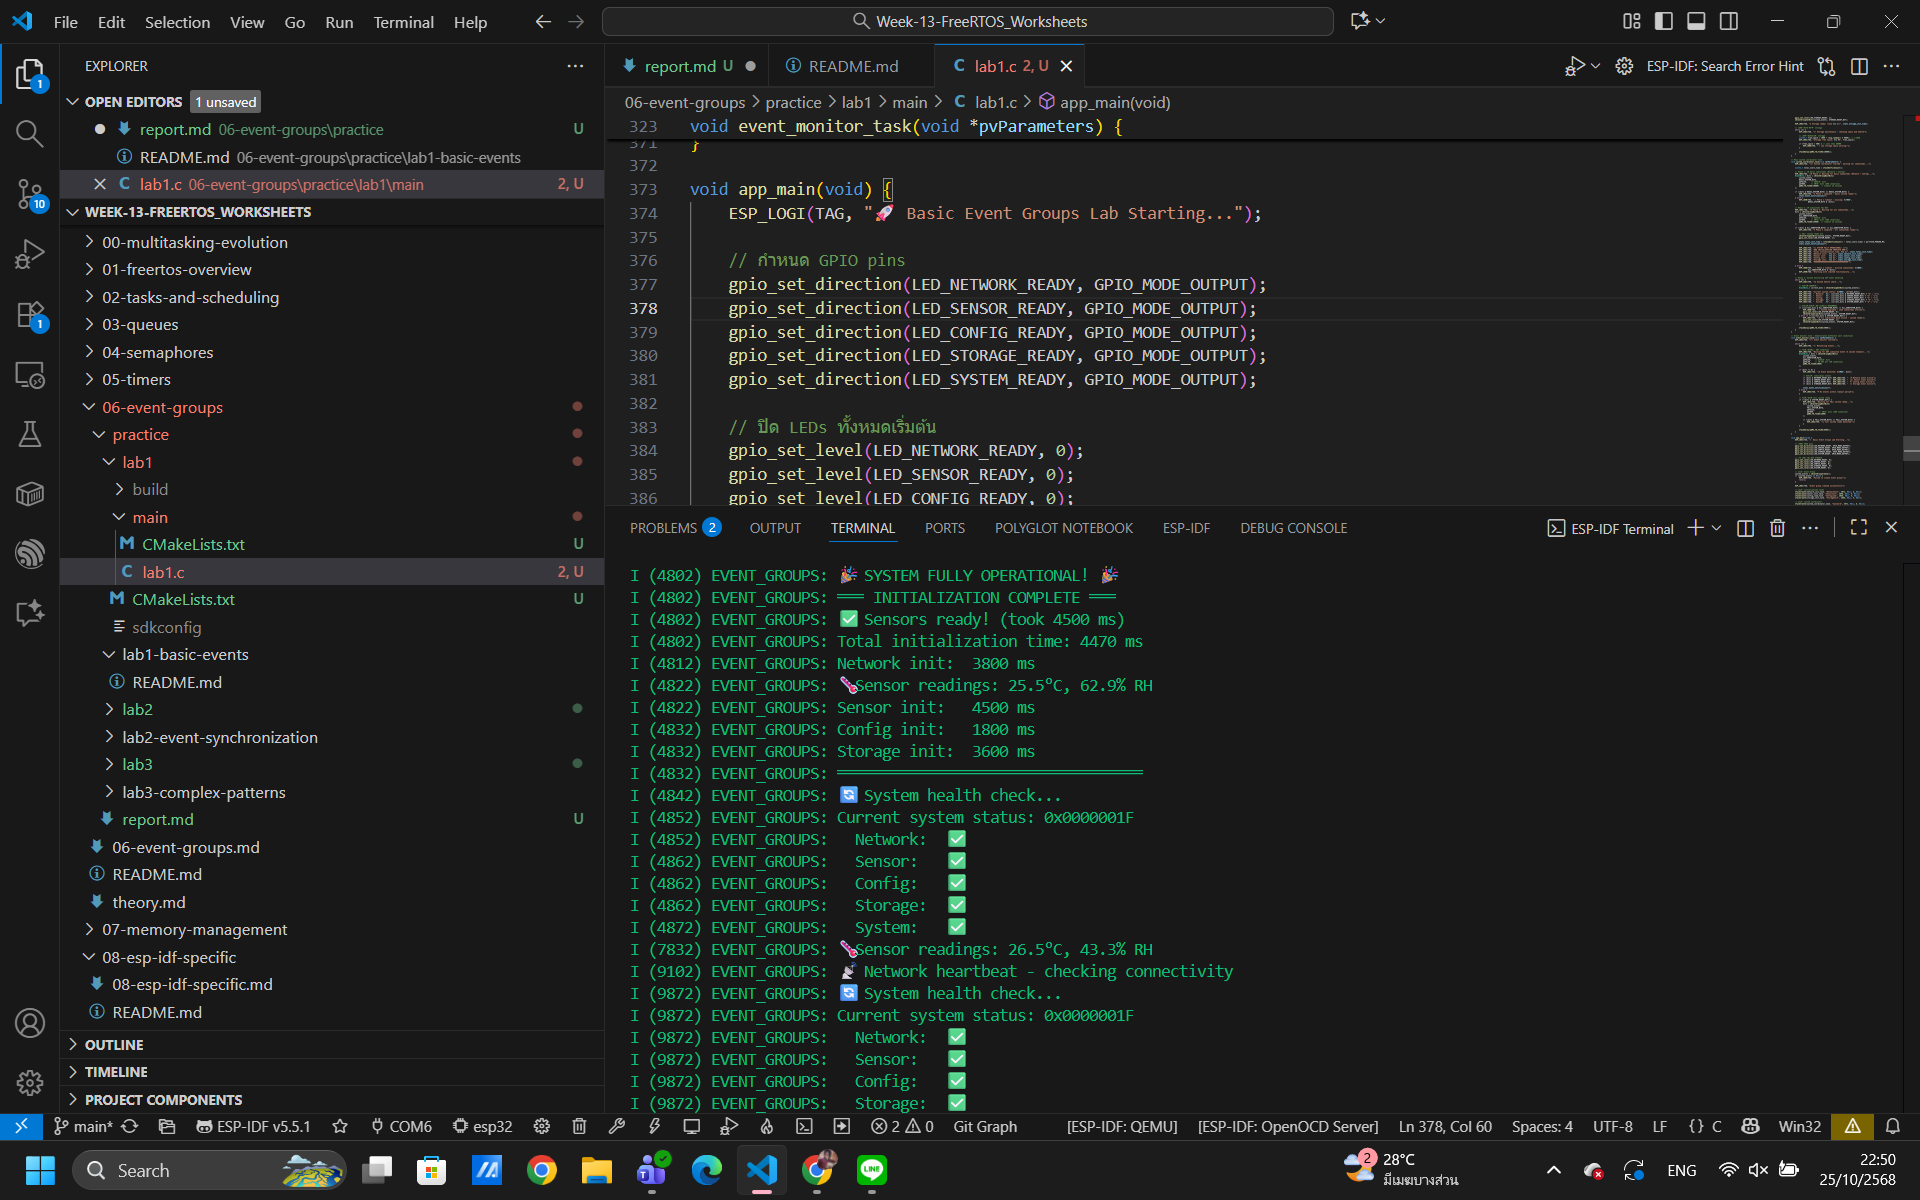 File Edit Selection View Go Run Terminal Help
Week-13-FreeRTOS_Worksheets
EXPLORER
OPEN EDITORS 1 unsaved
report.md 06-event-groups\practice U
README.md 06-event-groups\practice\lab1-basic-events
lab1.c 06-event-groups\practice\lab1\main 2, U
WEEK-13-FREERTOS_WORKSHEETS
00-multitasking-evolution
01-freertos-overview
02-tasks-and-scheduling
03-queues
04-semaphores
05-timers
06-event-groups
practice
lab1
build
main
CMakeLists.txt U
lab1.c 2, U
CMakeLists.txt U
sdkconfig
lab1-basic-events
README.md
lab2
lab2-event-synchronization
lab3
lab3-complex-patterns
report.md U
06-event-groups.md
README.md
theory.md
07-memory-management
08-esp-idf-specific
08-esp-idf-specific.md
README.md
OUTLINE
TIMELINE
PROJECT COMPONENTS
1
10
1
report.md U
README.md
lab1.c 2, U
ESP-IDF: Search Error Hint
06-event-groups > practice > lab1 > main > C lab1.c > app_main(void)
323 void event_monitor_task(void *pvParameters) {
371 }
372
373 void app_main(void) {
374 ESP_LOGI(TAG, "🚀 Basic Event Groups Lab Starting...");
375
376 // กำหนด GPIO pins
377 gpio_set_direction(LED_NETWORK_READY, GPIO_MODE_OUTPUT);
378 gpio_set_direction(LED_SENSOR_READY, GPIO_MODE_OUTPUT);
379 gpio_set_direction(LED_CONFIG_READY, GPIO_MODE_OUTPUT);
380 gpio_set_direction(LED_STORAGE_READY, GPIO_MODE_OUTPUT);
381 gpio_set_direction(LED_SYSTEM_READY, GPIO_MODE_OUTPUT);
382
383 // ปิด LEDs ทั้งหมดเริ่มต้น
384 gpio_set_level(LED_NETWORK_READY, 0);
385 gpio_set_level(LED_SENSOR_READY, 0);
386 gpio_set_level(LED_CONFIG_READY, 0);
PROBLEMS 2 OUTPUT TERMINAL PORTS POLYGLOT NOTEBOOK ESP-IDF DEBUG CONSOLE
ESP-IDF Terminal
I (4802) EVENT_GROUPS: 🎉 SYSTEM FULLY OPERATIONAL! 🎉
I (4802) EVENT_GROUPS: ═══ INITIALIZATION COMPLETE ═══
I (4802) EVENT_GROUPS: ✅ Sensors ready! (took 4500 ms)
I (4802) EVENT_GROUPS: Total initialization time: 4470 ms
I (4812) EVENT_GROUPS: Network init: 3800 ms
I (4822) EVENT_GROUPS: 🌡️Sensor readings: 25.5°C, 62.9% RH
I (4822) EVENT_GROUPS: Sensor init: 4500 ms
I (4832) EVENT_GROUPS: Config init: 1800 ms
I (4832) EVENT_GROUPS: Storage init: 3600 ms
I (4832) EVENT_GROUPS: ══════════════════════════════════
I (4842) EVENT_GROUPS: 🔄 System health check...
I (4852) EVENT_GROUPS: Current system status: 0x0000001F
I (4852) EVENT_GROUPS: Network: ✅
I (4862) EVENT_GROUPS: Sensor: ✅
I (4862) EVENT_GROUPS: Config: ✅
I (4862) EVENT_GROUPS: Storage: ✅
I (4872) EVENT_GROUPS: System: ✅
I (7832) EVENT_GROUPS: 🌡️Sensor readings: 26.5°C, 43.3% RH
I (9102) EVENT_GROUPS: 📡 Network heartbeat - checking connectivity
I (9872) EVENT_GROUPS: 🔄 System health check...
I (9872) EVENT_GROUPS: Current system status: 0x0000001F
I (9872) EVENT_GROUPS: Network: ✅
I (9872) EVENT_GROUPS: Sensor: ✅
I (9872) EVENT_GROUPS: Config: ✅
I (9872) EVENT_GROUPS: Storage: ✅
main* ESP-IDF v5.5.1 COM6 esp32 2 0 Git Graph [ESP-IDF: QEMU] [ESP-IDF: OpenOCD Server] Ln 378, Col 60 Spaces: 4 UTF-8 LF {} C Win32
Search
2
28°C
มีเมฆบางส่วน
ENG
22:50
25/10/2568